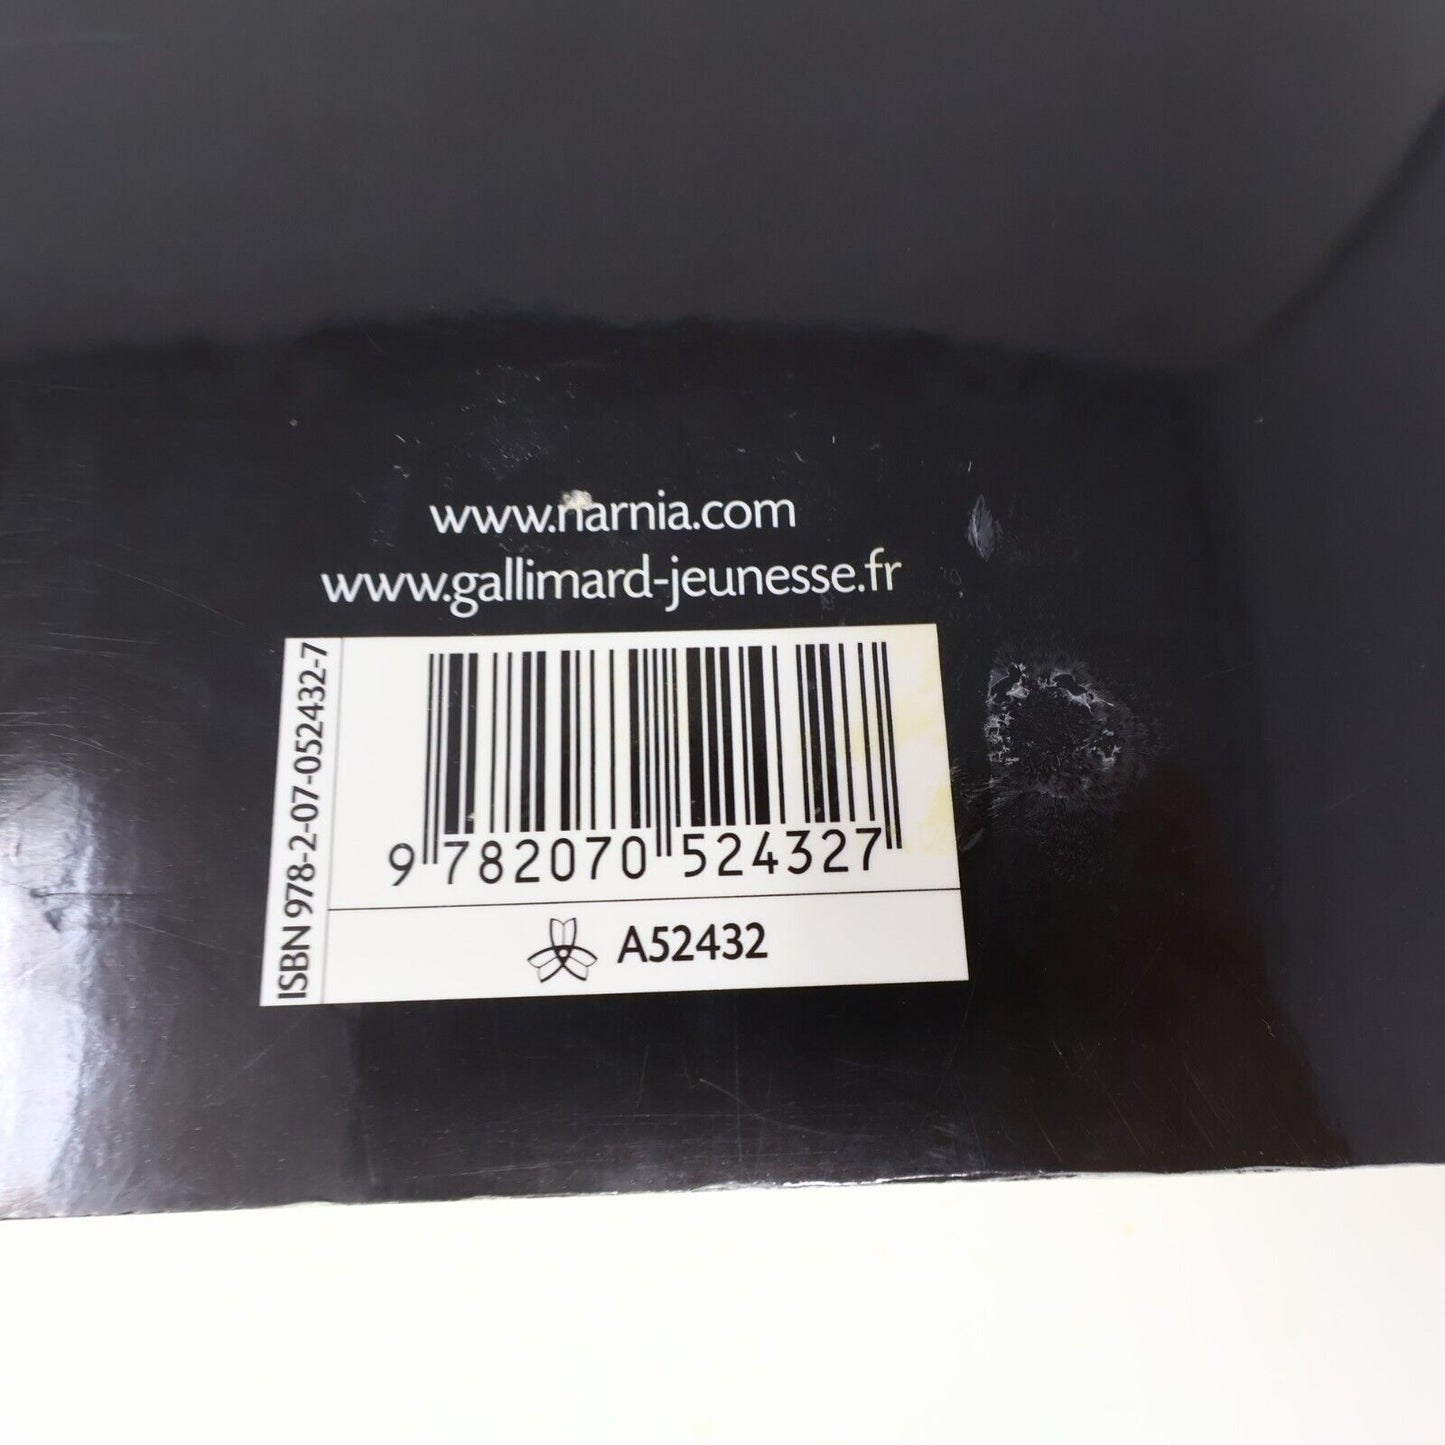 www.narnia.com
www.gallimard-jeunesse.fr
ISBN 978-2-07-052432-7
9 782070 524327
A52432